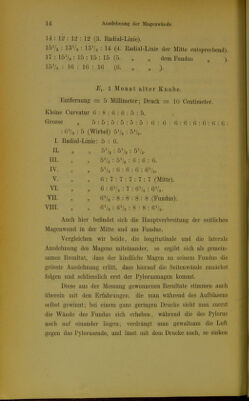 14 Ausdehnung der Magenwände
14 : 12 : 12 : 12 (3. Radial-Linie).
15½ : 13½ : 13½ : 14 (4. Radial-Linie der Mitte entsprechend).
17 : 15½ : 15 : 15 : 15 (5. „ „ dem Fundus „ ).
15½ : 16 : 16 : 16 (6. „ „ ).
1 Monat alter Knabe.
Entfernung = 5 Millimeter; Druck = 10 Centimeter.
Kleine Curvatur 6 : 8 : 6 : 6 : 5 : 5.
Grosse „ 5 : 5 : 5 : 5 : 5 : 6 : 6 : 6 : 6 : 6 : 6 : 6 : 6
: 6½ : 5 (Wirbel) 5½ : 5½.
I. Radial-Linie: 5 : 6.
II. „ „ 5½ : 5½ : 5½.
III. „ „ 5½ : 5½ : 6 : 6 : 6.
IV. „ „ 5½ : 6 : 6 : 6 : 6½.
V. „ „ 6 : 7 : 7 : 7 : 7 (Mitte).
VI. „ „ 6 : 6½ : 7 : 6½ : 6½.
VII. „ „ 6½ : 8 : 8 : 8 : 8 (Fundus).
VIII. „ „ 6½ : 6½ : 8 : 8 : 6½.
Auch hier befindet sich die Hauptverbreitung der seitlichen
Magenwand in der Mitte und am Fundus.
Vergleichen wir beide, die longitudinale und die laterale
Ausdehnung des Magens miteinander, so ergibt sich als gemein-
sames Resultat, dass der kindliche Magen an seinem Fundus die
grösste Ausdehnung erfüllt, dass hierauf die Seitenwände zunächst
folgen und schliesslich erst der Pylorusmagen kommt.
Diese aus der Messung gewonnenen Resultate stimmen auch
überein mit den Erfahrungen, die man während des Aufblasens
selbst gewinnt; bei einem ganz geringen Drucke sieht man zuerst
die Wände des Fundus sich erheben, während die des Pylorus
noch auf einander liegen; verdrängt man gewaltsam die Luft
gegen das Pylorusende, und lässt mit dem Drucke nach, so sinken